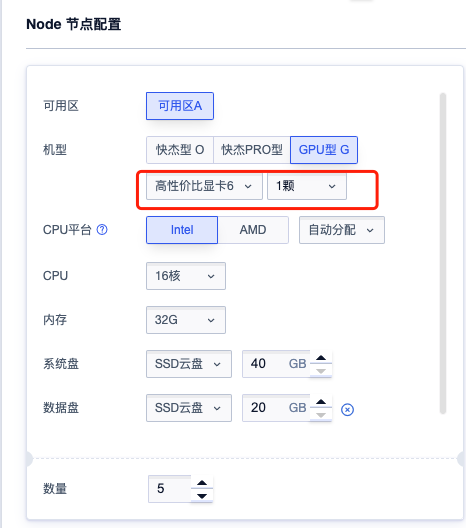 Node 节点配置
可用区 可用区A
机型 快杰型 O 快杰PRO型 GPU型 G
高性价比显卡6 1颗
CPU平台 ? Intel AMD 自动分配
CPU 16核
内存 32G
系统盘 SSD云盘 40 GB
数据盘 SSD云盘 20 GB
数量 5